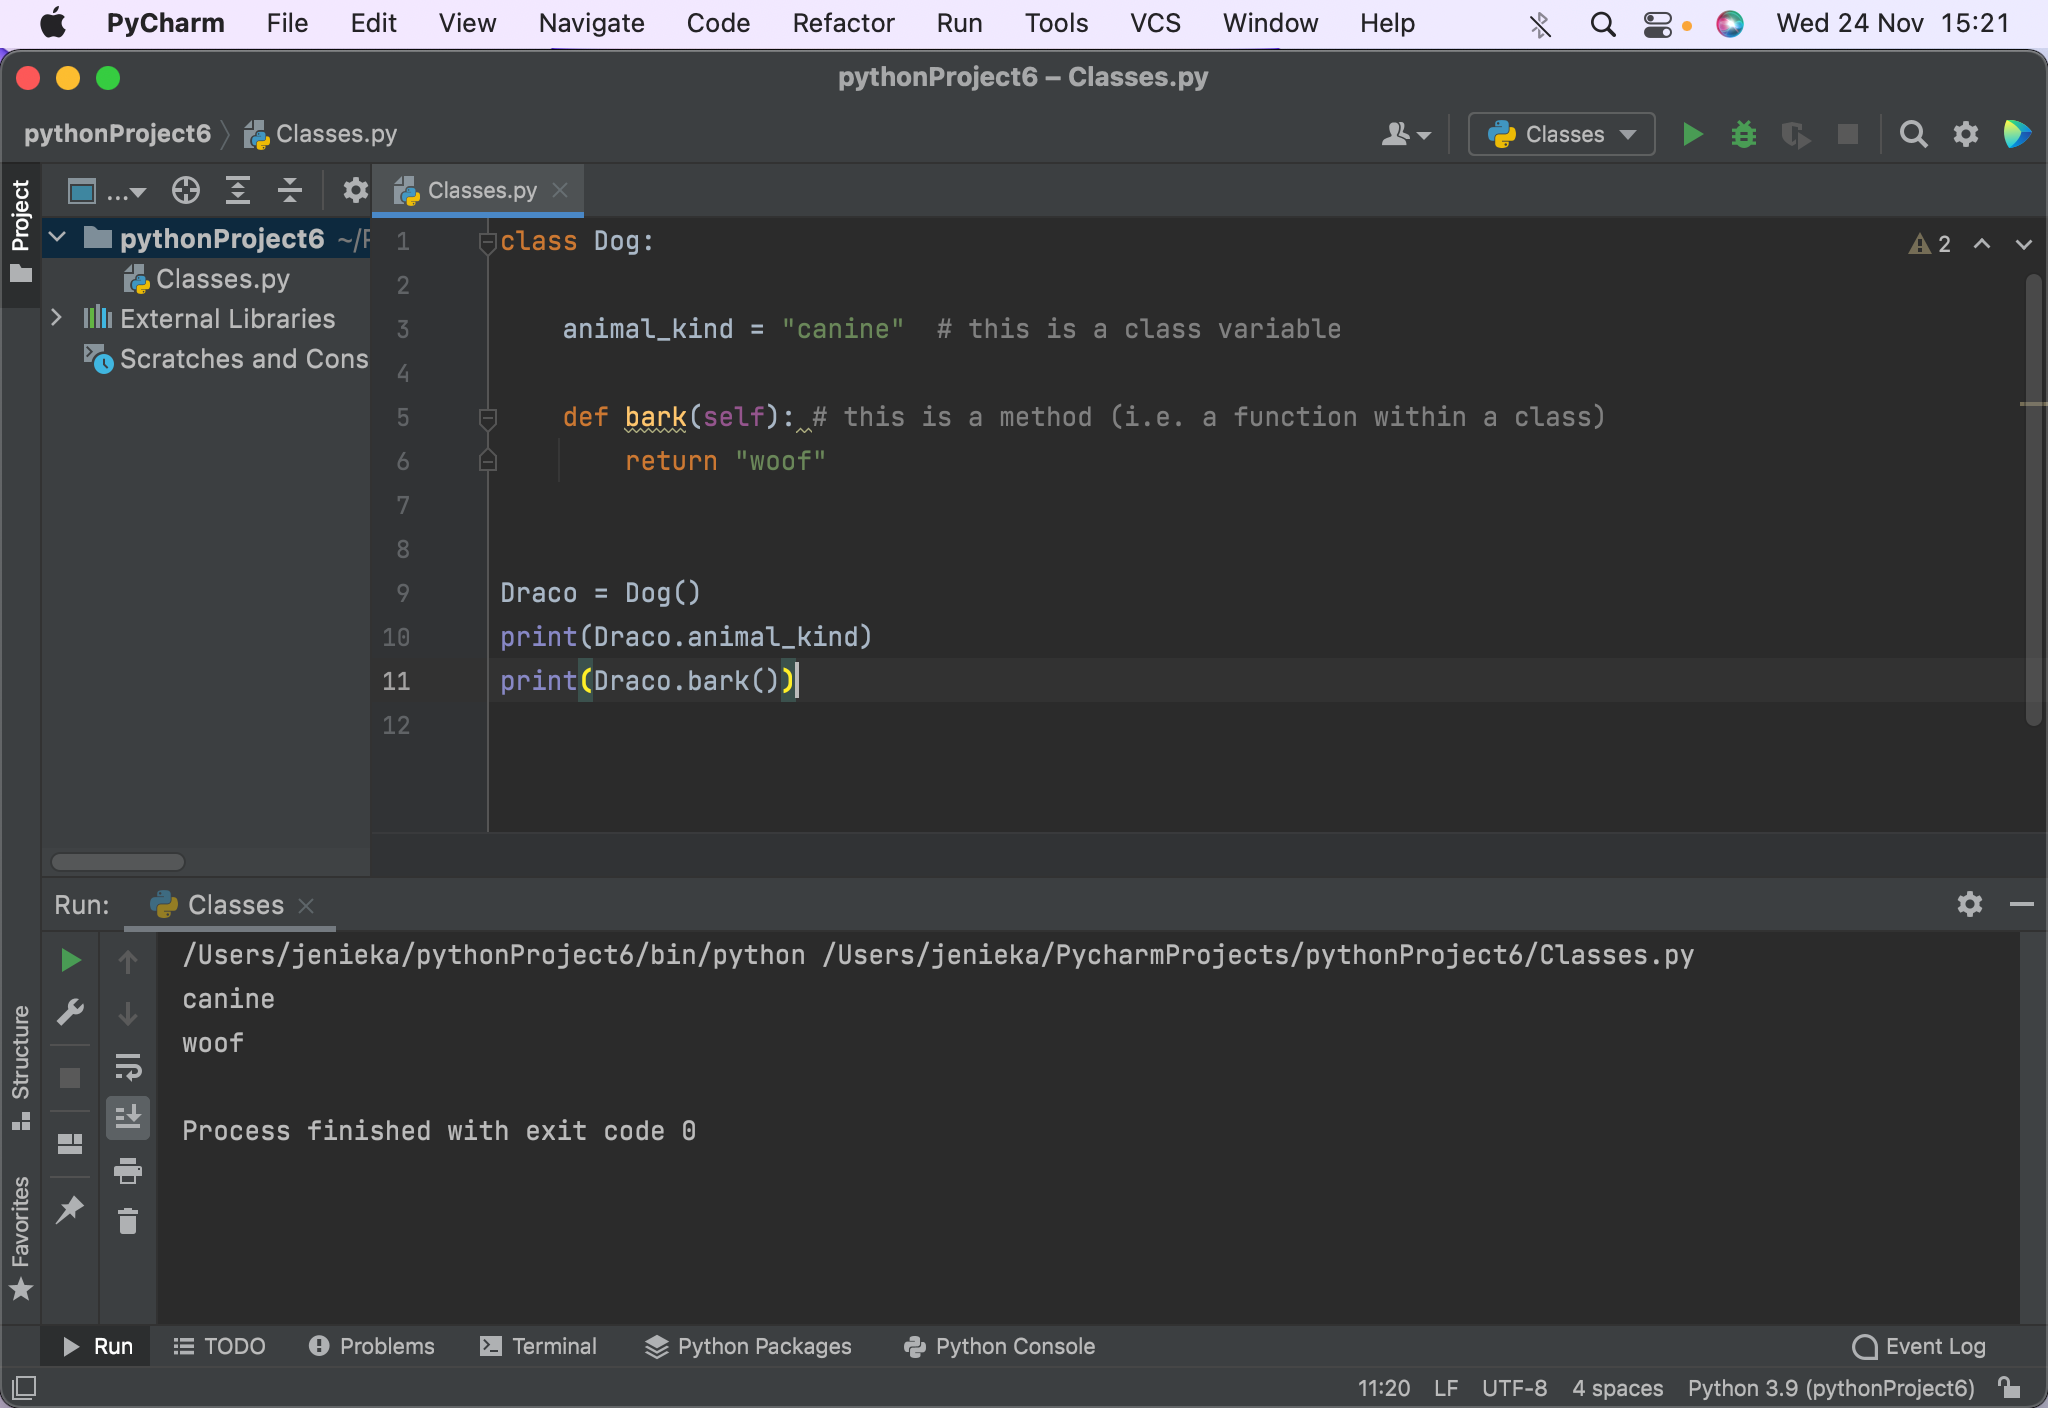 PyCharm File Edit View Navigate Code Refactor Run Tools VCS Window Help Wed 24 Nov 15:21
pythonProject6 – Classes.py
pythonProject6 Classes.py
Classes
Project
...
Classes.py
pythonProject6 ~/P
Classes.py
External Libraries
Scratches and Cons
2
1 class Dog:
2
3     animal_kind = "canine"  # this is a class variable
4
5     def bark(self): # this is a method (i.e. a function within a class)
6         return "woof"
7
8
9 Draco = Dog()
10 print(Draco.animal_kind)
11 print(Draco.bark())
12
Run: Classes
/Users/jenieka/pythonProject6/bin/python /Users/jenieka/PycharmProjects/pythonProject6/Classes.py
canine
woof
Process finished with exit code 0
Structure
Favorites
Run TODO Problems Terminal Python Packages Python Console Event Log
11:20 LF UTF-8 4 spaces Python 3.9 (pythonProject6)